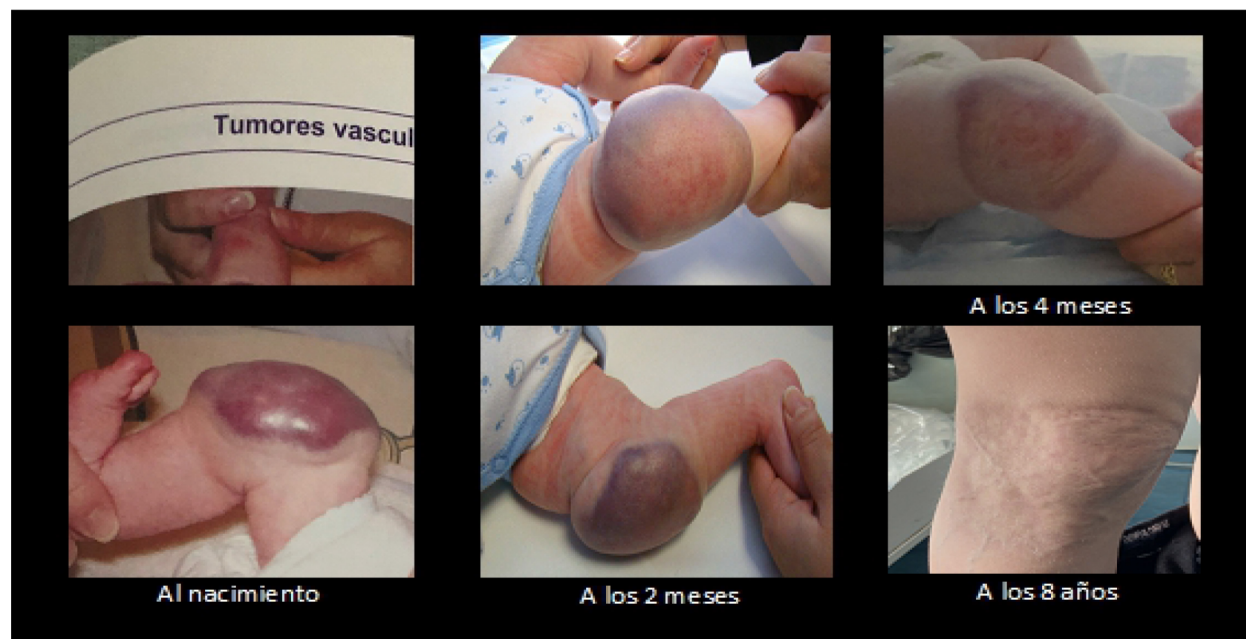 Tumores vascul
A los 4 meses
Al nacimiento
A los 2 meses
A los 8 años